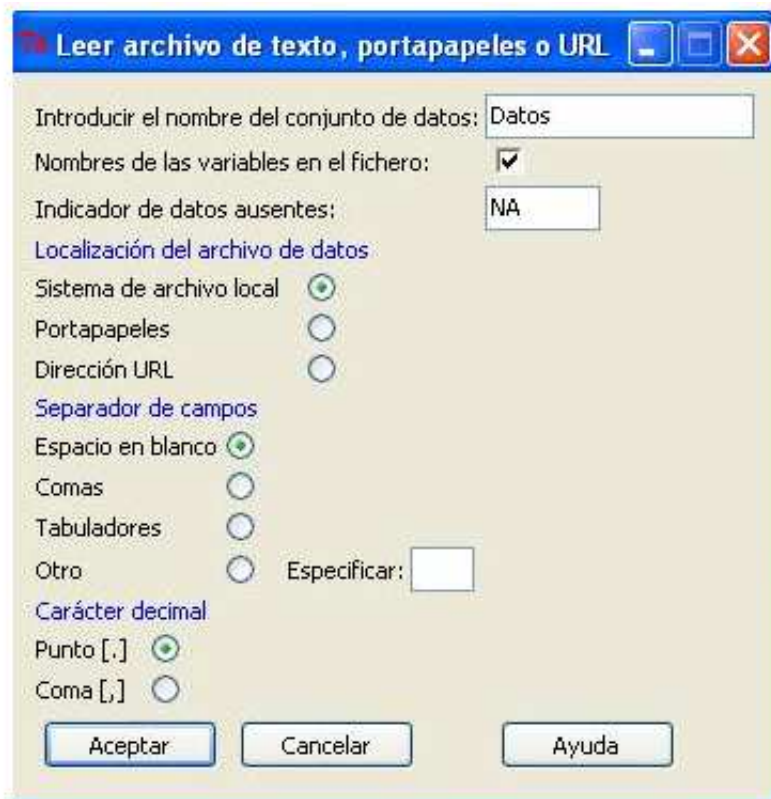 Leer archivo de texto, portapapeles o URL
Introducir el nombre del conjunto de datos: Datos
Nombres de las variables en el fichero:
Indicador de datos ausentes: NA
Localización del archivo de datos
Sistema de archivo local
Portapapeles
Dirección URL
Separador de campos
Espacio en blanco
Comas
Tabuladores
Otro Especificar:
Carácter decimal
Punto [.]
Coma [,]
Aceptar Cancelar Ayuda